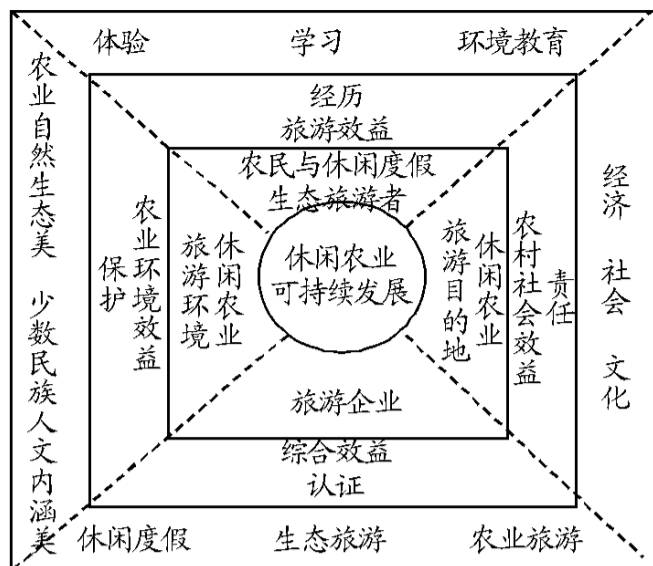 体验 学习 环境教育
经历
旅游效益
农民与休闲度假
生态旅游者
农业自然生态美 少数民族人文内涵美
保护
农业环境效益
旅游环境
休闲农业
休闲农业
可持续发展
旅游目的地
休闲农业
农村社会效益
责任
经济 社会 文化
旅游企业
综合效益
认证
休闲度假 生态旅游 农业旅游